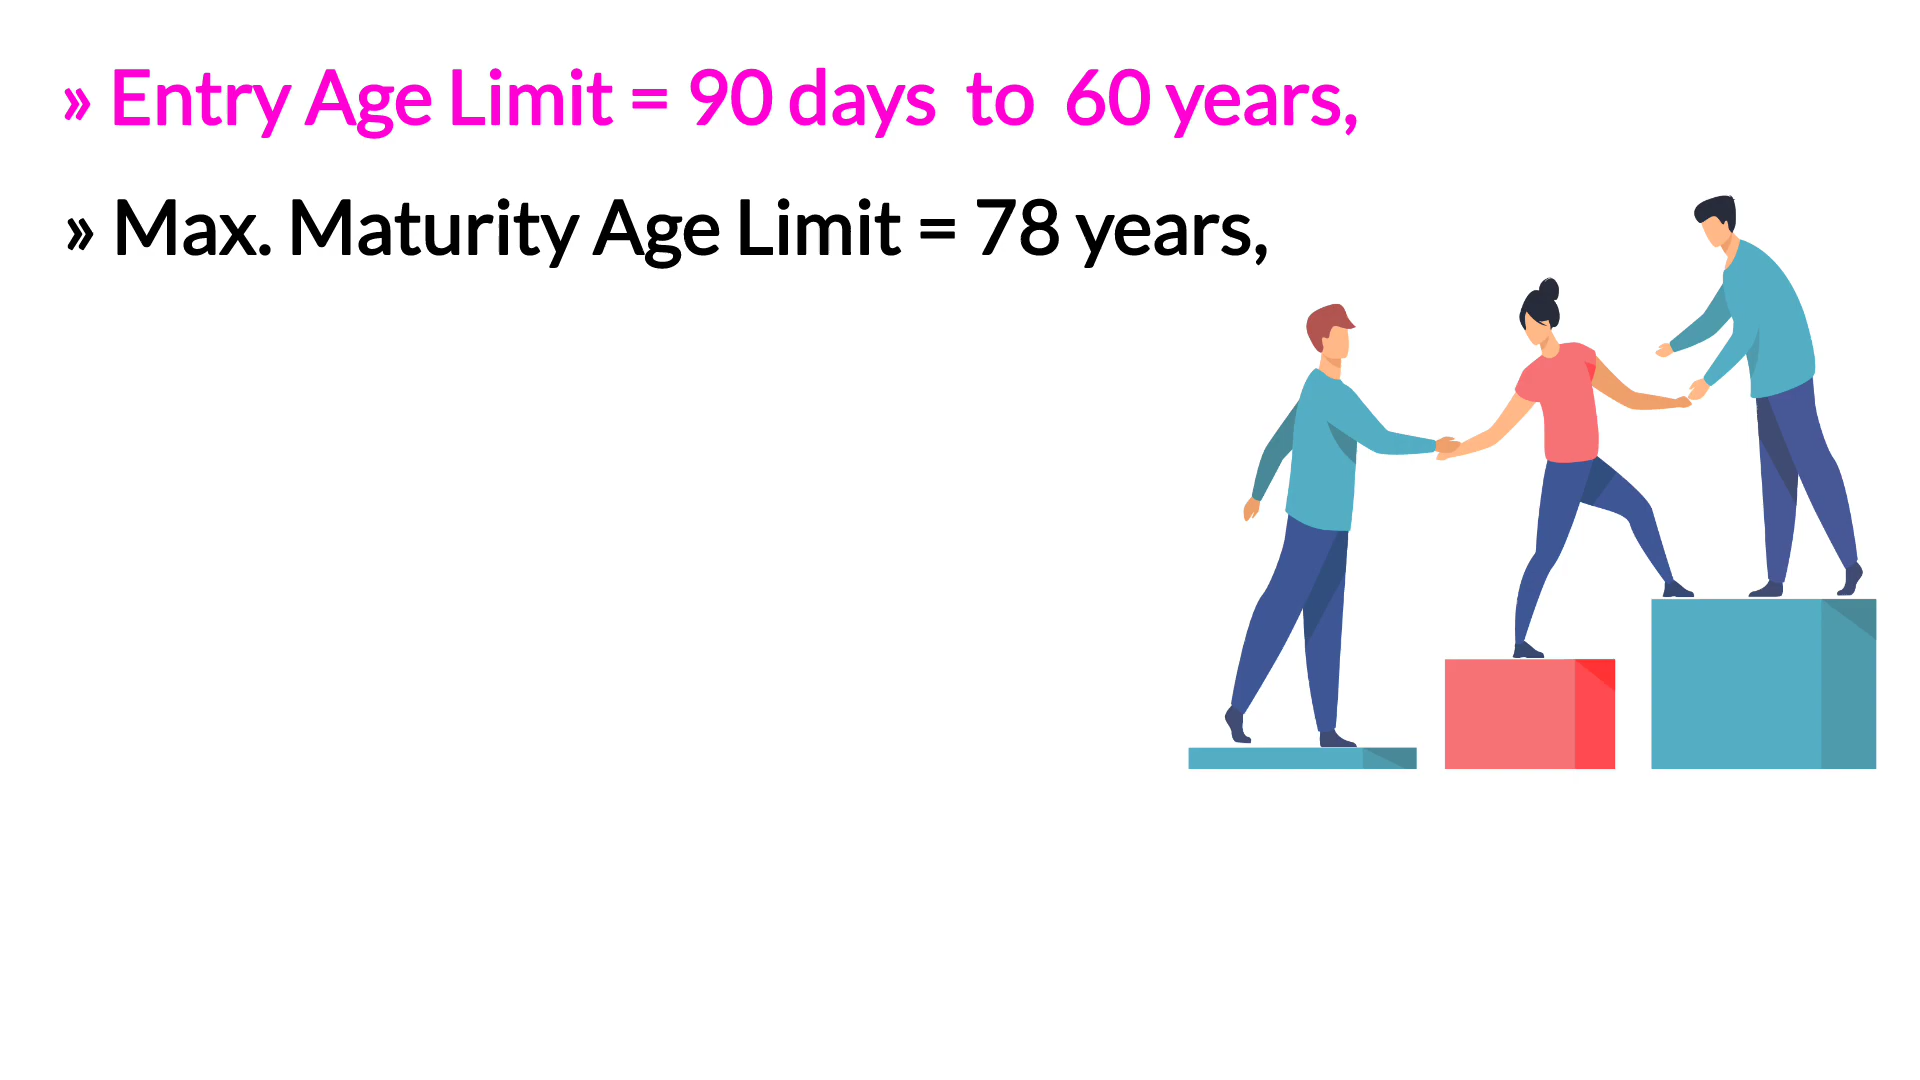 » Entry Age Limit = 90 days to 60 years,
» Max. Maturity Age Limit = 78 years,